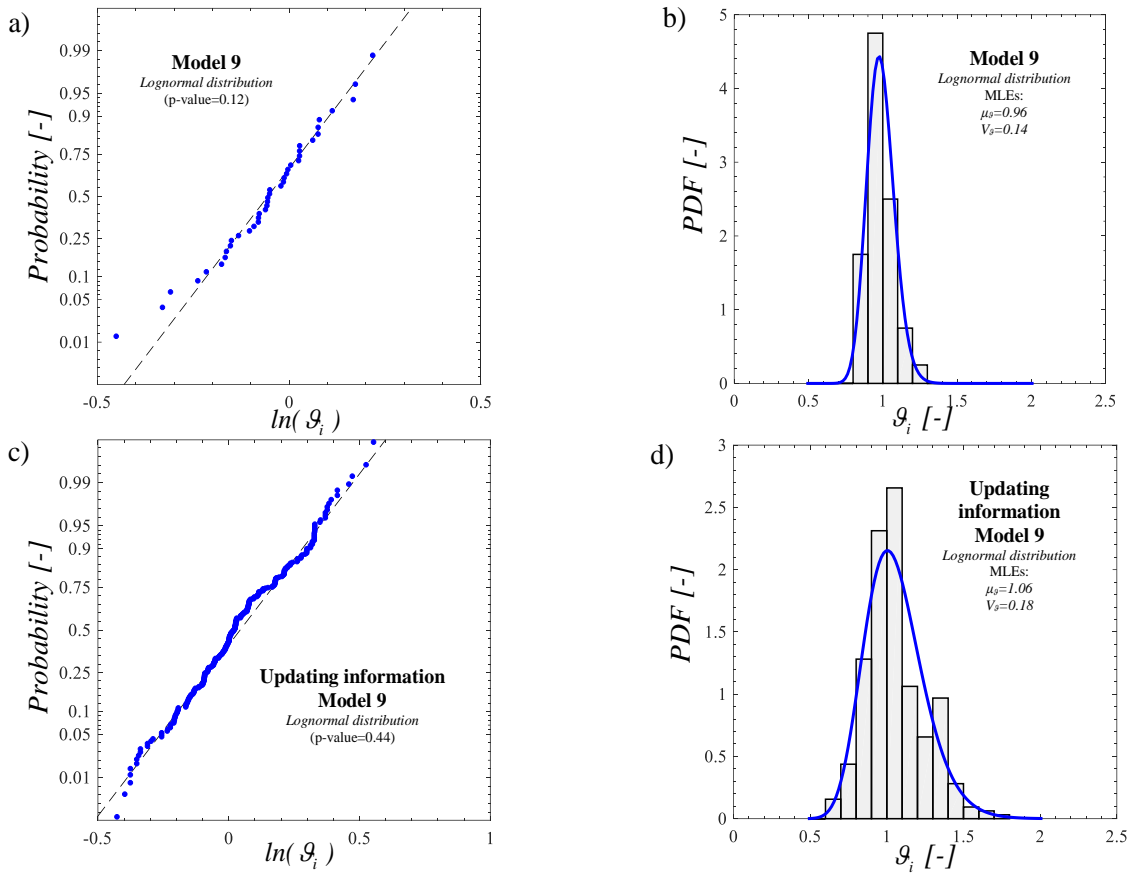 a)
Probability [-]
0.99
0.95
0.9
0.75
0.5
0.25
0.1
0.05
0.01
Model 9
Lognormal distribution
(p-value=0.12)
-0.5
0
0.5
ln(ϑᵢ)
b)
PDF [-]
5
4
3
2
1
0
Model 9
Lognormal distribution
MLEs:
μ_ϑ=0.96
V_ϑ=0.14
0
0.5
1
1.5
2
2.5
ϑᵢ [-]
c)
Probability [-]
0.99
0.95
0.9
0.75
0.5
0.25
0.1
0.05
0.01
Updating information
Model 9
Lognormal distribution
(p-value=0.44)
-0.5
0
0.5
1
ln(ϑᵢ)
d)
PDF [-]
3
2.5
2
1.5
1
0.5
0
Updating
information
Model 9
Lognormal distribution
MLEs:
μ_ϑ=1.06
V_ϑ=0.18
0
0.5
1
1.5
2
2.5
ϑᵢ [-]